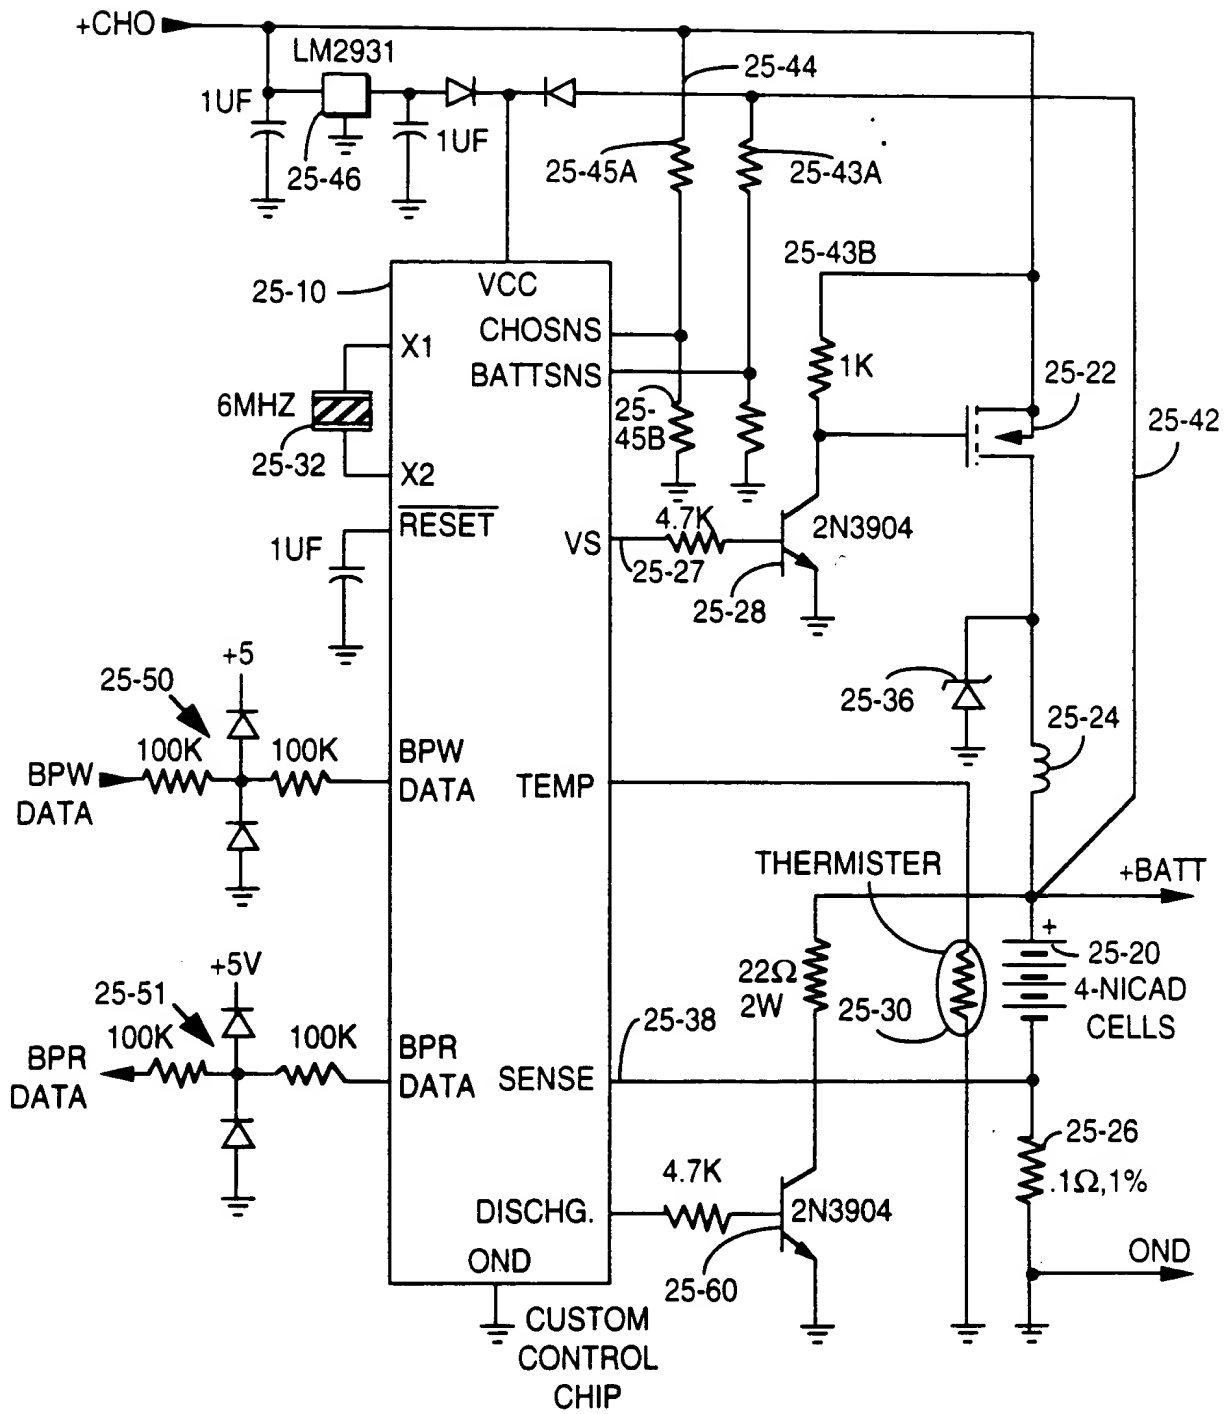 +CHO
LM2931
25-44
1UF
1UF
25-46
25-45A
25-43A
25-43B
25-10
VCC
CHOSNS
X1
BATTSNS
1K
25-22
6MHZ
25-
45B
25-42
25-32
X2
RESET
4.7K
2N3904
1UF
VS
25-27
25-28
+5
25-50
25-36
25-24
100K
100K
BPW
DATA
BPW
DATA
TEMP
THERMISTER
+BATT
+
25-20
+5V
22Ω
2W
4-NICAD
CELLS
25-51
25-30
25-38
100K
100K
BPR
DATA
BPR
DATA
SENSE
25-26
.1Ω,1%
4.7K
DISCHG.
2N3904
OND
OND
25-60
CUSTOM
CONTROL
CHIP